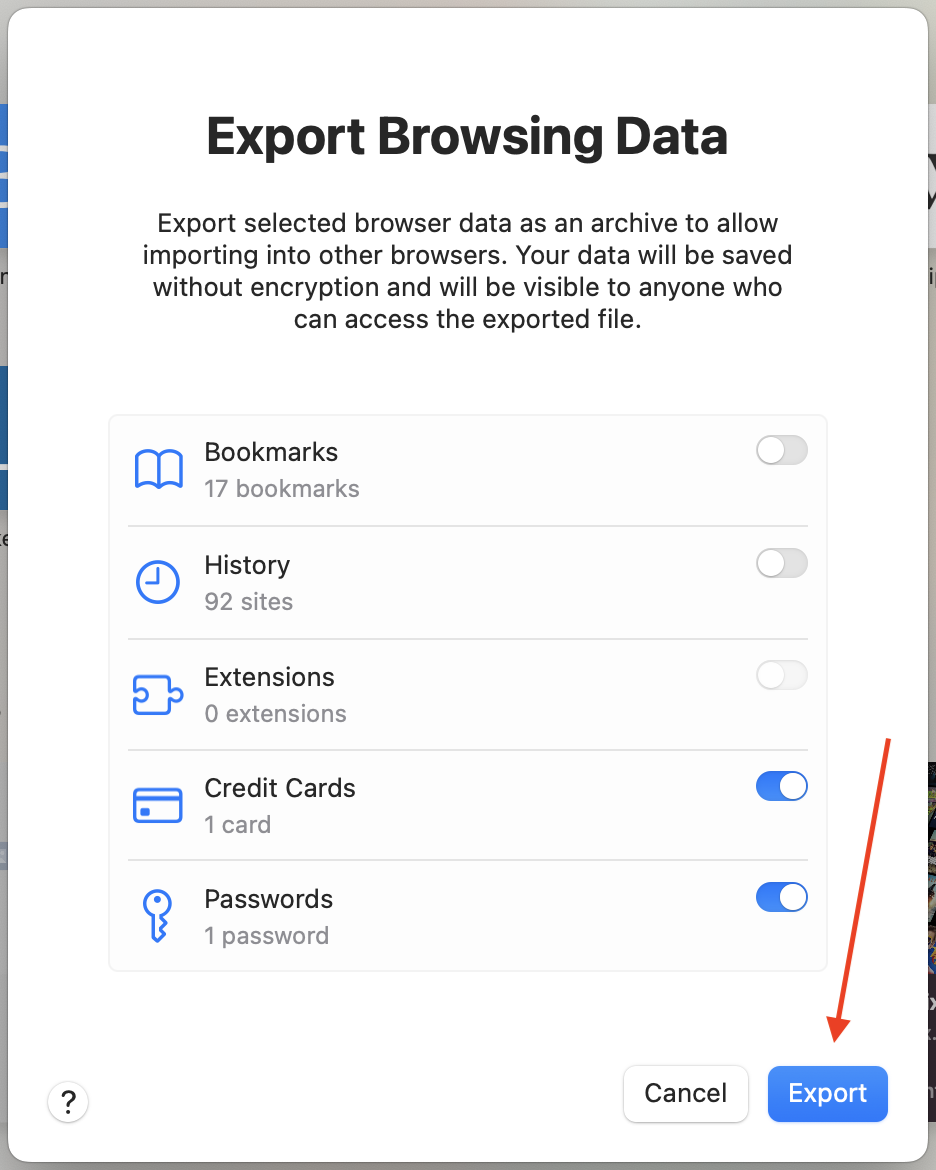 Export Browsing Data
Export selected browser data as an archive to allow
importing into other browsers. Your data will be saved
without encryption and will be visible to anyone who
can access the exported file.
Bookmarks
17 bookmarks
History
92 sites
Extensions
0 extensions
Credit Cards
1 card
Passwords
1 password
?
Cancel
Export